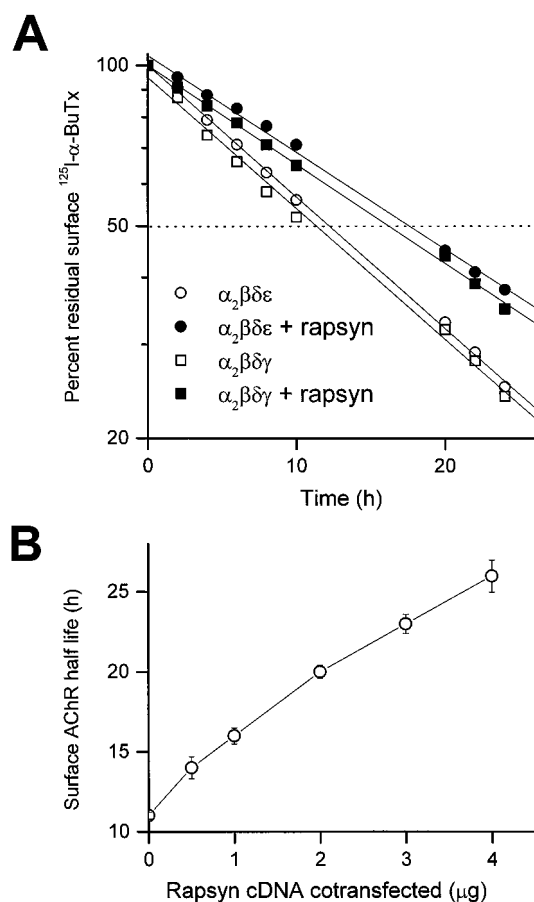 A
Percent residual surface ¹²⁵I-α-BuTx
100
50
20
α₂βδε
α₂βδε + rapsyn
α₂βδγ
α₂βδγ + rapsyn
0 10 20
Time (h)
B
Surface AChR half life (h)
25
20
15
10
0 1 2 3 4
Rapsyn cDNA cotransfected (μg)